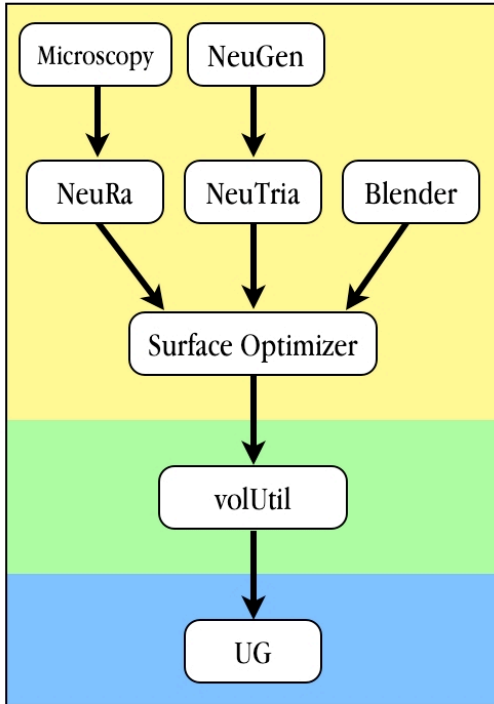 Microscopy
NeuGen
NeuRa
NeuTria
Blender
Surface Optimizer
volUtil
UG